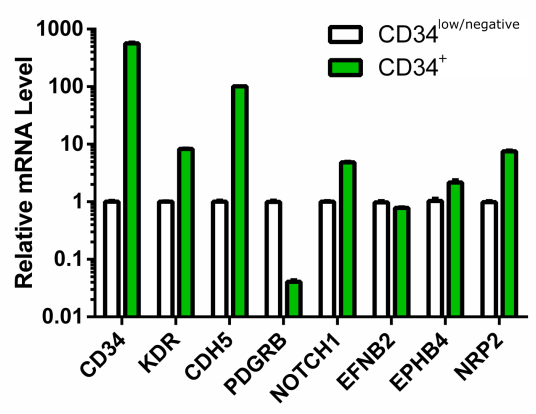 Relative mRNA Level
1000
100
10
1
0.1
0.01
CD34low/negative
CD34+
CD34
KDR
CDH5
PDGRB
NOTCH1
EFNB2
EPHB4
NRP2